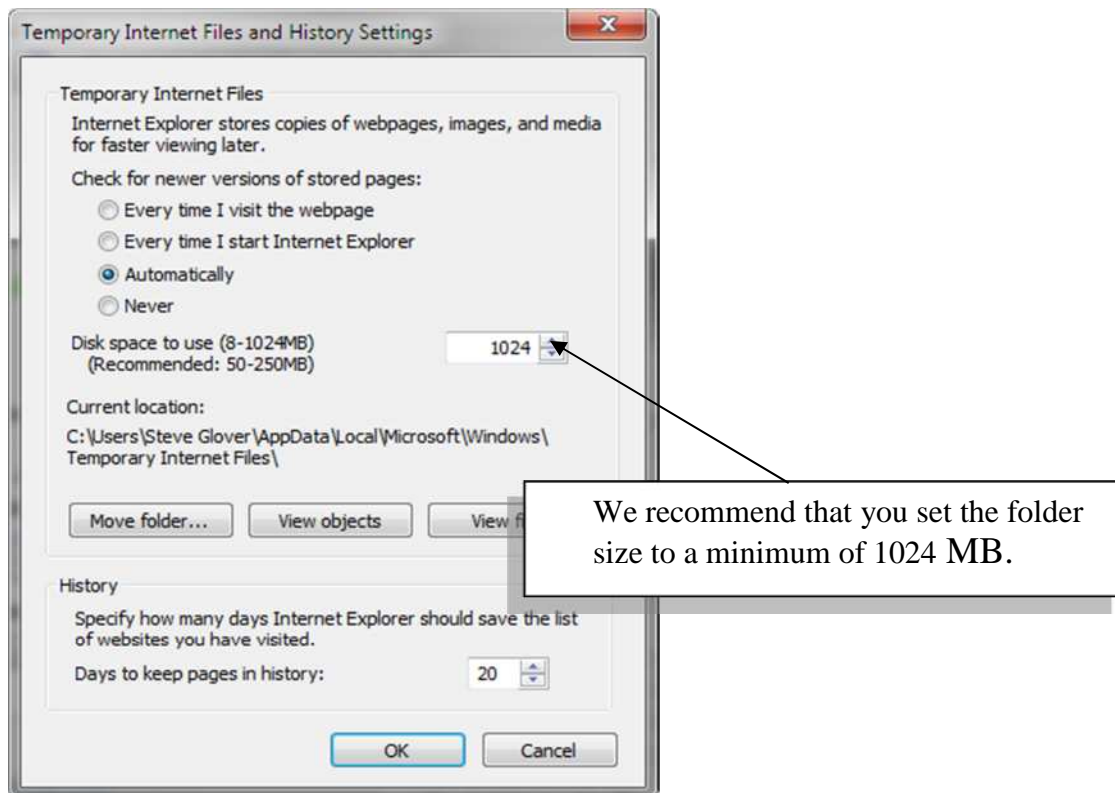 Temporary Internet Files and History Settings
Temporary Internet Files
Internet Explorer stores copies of webpages, images, and media
for faster viewing later.
Check for newer versions of stored pages:
Every time I visit the webpage
Every time I start Internet Explorer
Automatically
Never
Disk space to use (8-1024MB)
(Recommended: 50-250MB)
1024
Current location:
C:\Users\Steve Glover\AppData\Local\Microsoft\Windows\
Temporary Internet Files\
Move folder...
View objects
View
We recommend that you set the folder
size to a minimum of 1024 MB.
History
Specify how many days Internet Explorer should save the list
of websites you have visited.
Days to keep pages in history:
20
OK
Cancel